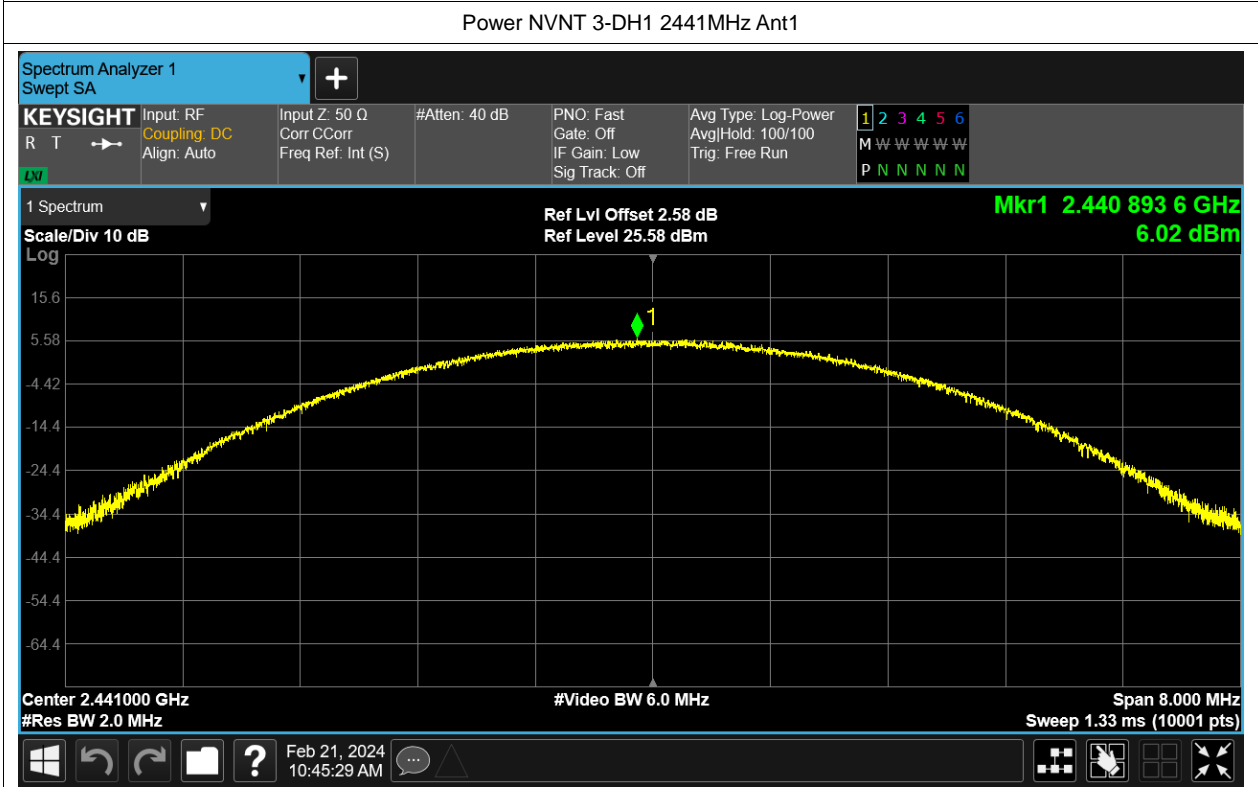 Power NVNT 3-DH1 2441MHz Ant1
Spectrum Analyzer 1
Swept SA
KEYSIGHT
R T
LXI
Input: RF
Coupling: DC
Align: Auto
Input Z: 50 Ω
Corr CCorr
Freq Ref: Int (S)
#Atten: 40 dB
PNO: Fast
Gate: Off
IF Gain: Low
Sig Track: Off
Avg Type: Log-Power
Avg|Hold: 100/100
Trig: Free Run
1 2 3 4 5 6
M W W W W W
P N N N N N
1 Spectrum
Scale/Div 10 dB
Log
Ref Lvl Offset 2.58 dB
Ref Level 25.58 dBm
Mkr1 2.440 893 6 GHz
6.02 dBm
1
15.6
5.58
-4.42
-14.4
-24.4
-34.4
-44.4
-54.4
-64.4
Center 2.441000 GHz
#Res BW 2.0 MHz
#Video BW 6.0 MHz
Span 8.000 MHz
Sweep 1.33 ms (10001 pts)
?
Feb 21, 2024
10:45:29 AM